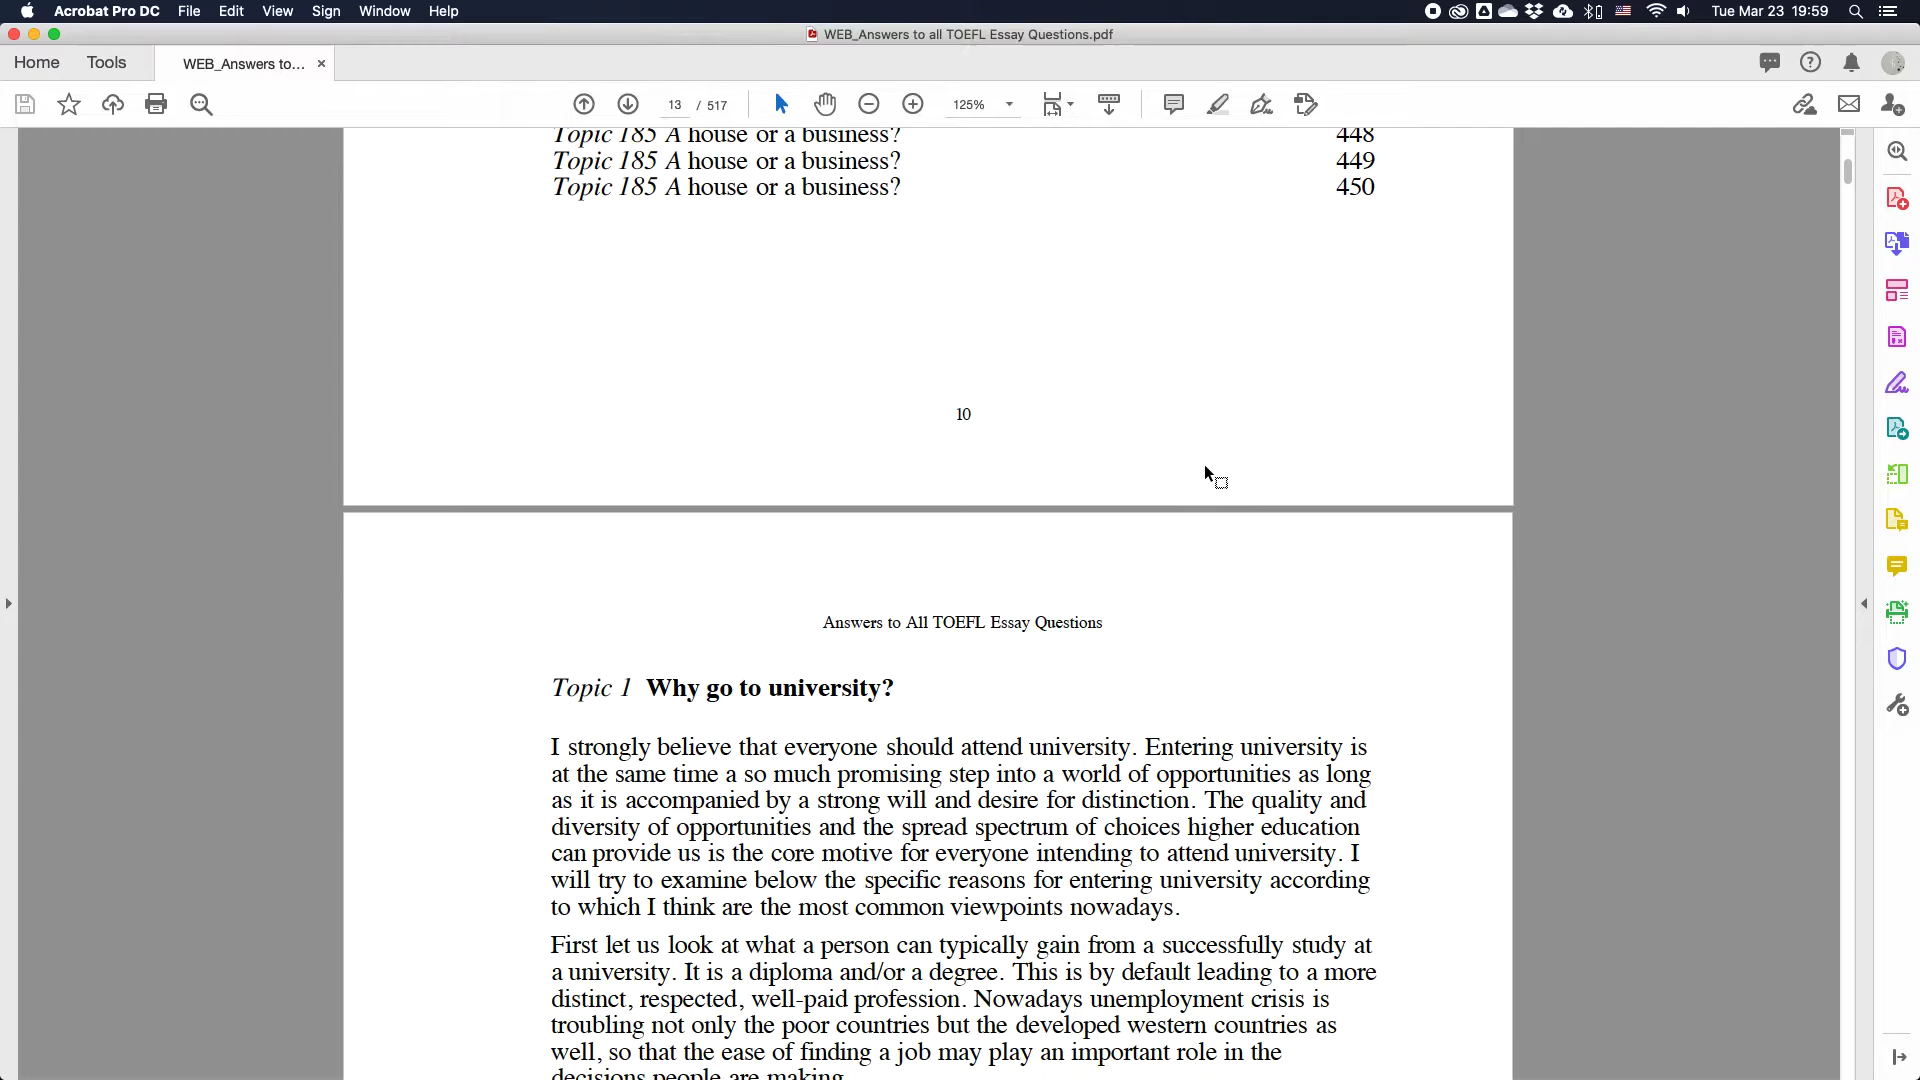 Acrobat Pro DC File Edit View Sign Window Help Tue Mar 23 19:59
WEB_Answers to all TOEFL Essay Questions.pdf
Home Tools WEB_Answers to... ×
13 / 517 125%
Topic 185 A house or a business? 448
Topic 185 A house or a business? 449
Topic 185 A house or a business? 450
10
Answers to All TOEFL Essay Questions
Topic 1 Why go to university?
I strongly believe that everyone should attend university. Entering university is
at the same time a so much promising step into a world of opportunities as long
as it is accompanied by a strong will and desire for distinction. The quality and
diversity of opportunities and the spread spectrum of choices higher education
can provide us is the core motive for everyone intending to attend university. I
will try to examine below the specific reasons for entering university according
to which I think are the most common viewpoints nowadays.
First let us look at what a person can typically gain from a successfully study at
a university. It is a diploma and/or a degree. This is by default leading to a more
distinct, respected, well-paid profession. Nowadays unemployment crisis is
troubling not only the poor countries but the developed western countries as
well, so that the ease of finding a job may play an important role in the
decisions people are making.